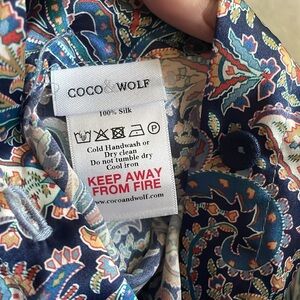 COCO&WOLF
100% Silk
P
Cold Handwash or
Dry clean
Do not tumble dry
Cool iron
KEEP AWAY
FROM FIRE
www.cocoandwolf.com